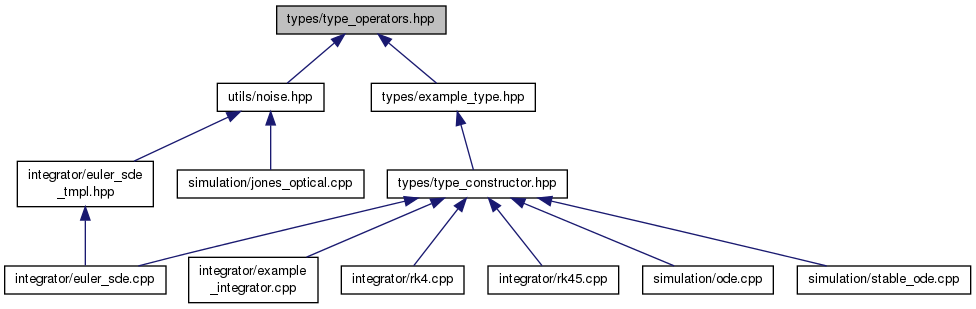 types/type_operators.hpp
utils/noise.hpp
types/example_type.hpp
integrator/euler_sde
_tmpl.hpp
simulation/jones_optical.cpp
types/type_constructor.hpp
integrator/euler_sde.cpp
integrator/example
_integrator.cpp
integrator/rk4.cpp
integrator/rk45.cpp
simulation/ode.cpp
simulation/stable_ode.cpp